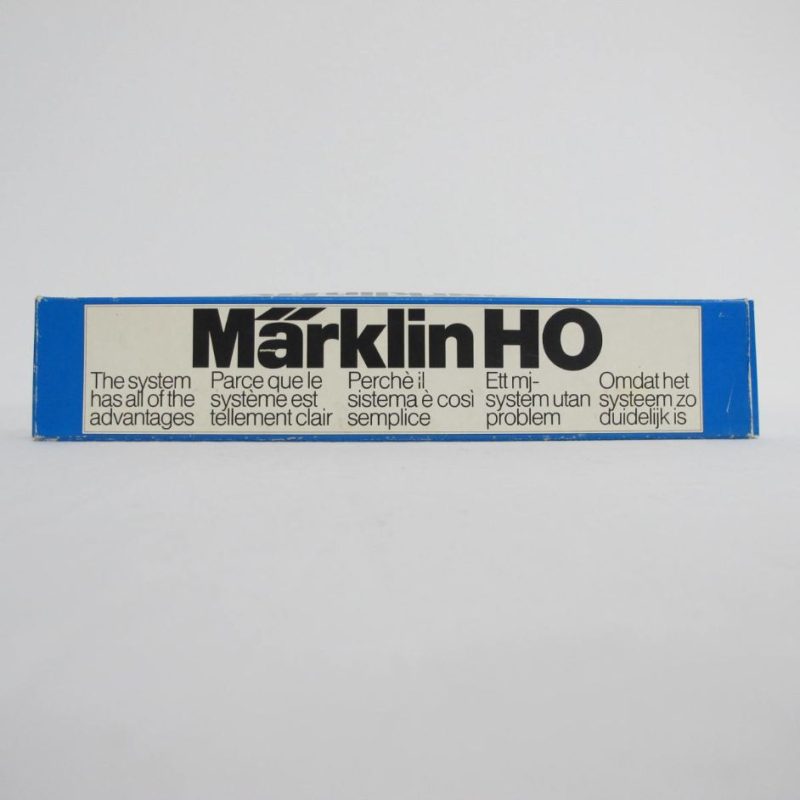 Märklin HO
The system
has all of the
advantages
Parce que le
système est
tellement clair
Perchè il
sistema è così
semplice
Ett mj-
system utan
problem
Omdat het
systeem zo
duidelijk is